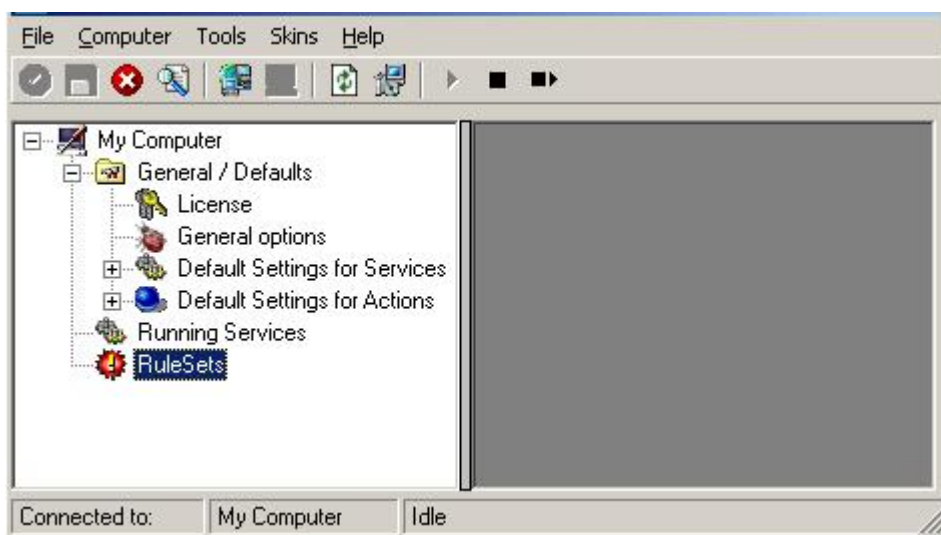 File Computer Tools Skins Help
My Computer
General / Defaults
License
General options
Default Settings for Services
Default Settings for Actions
Running Services
RuleSets
Connected to: My Computer Idle